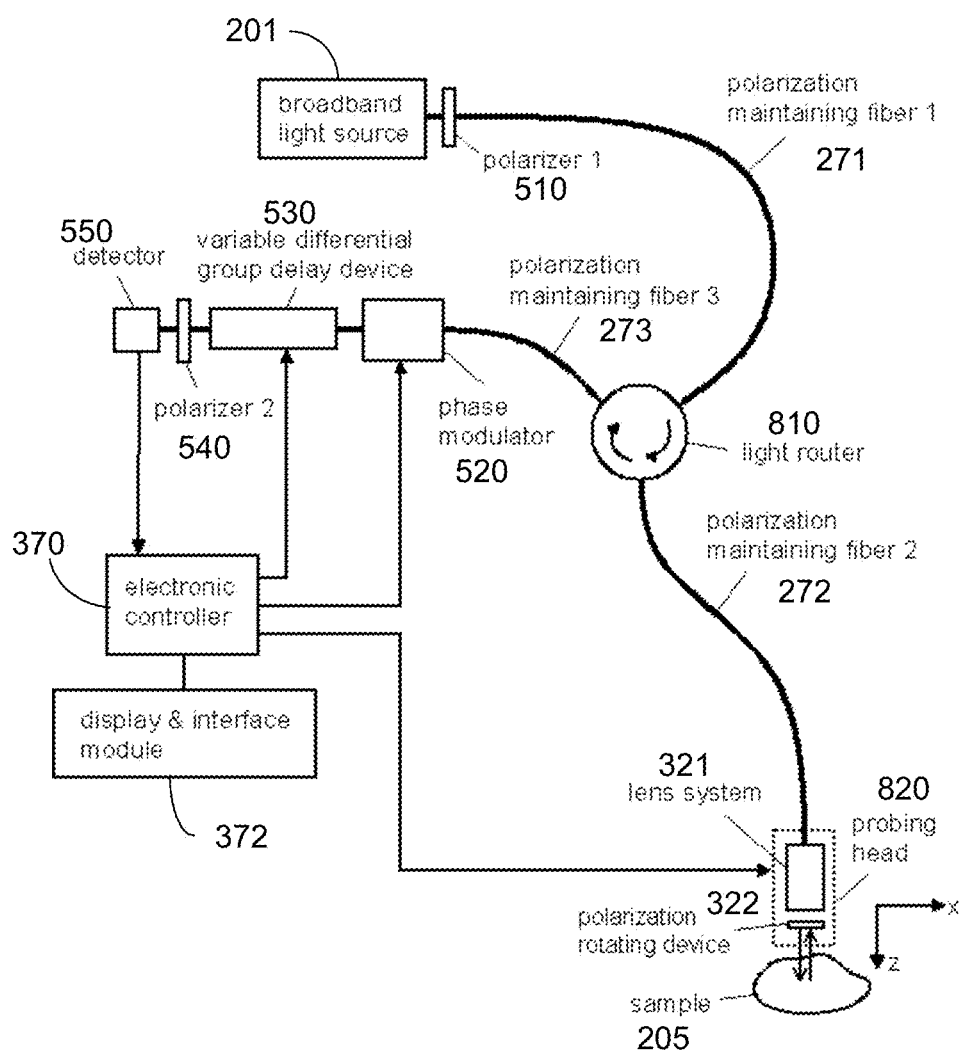 201
broadband
light source
polarizer 1
510
polarization
maintaining fiber 1
271
550
detector
530
variable differential
group delay device
polarization
maintaining fiber 3
273
polarizer 2
540
phase
modulator
520
810
light router
370
electronic
controller
polarization
maintaining fiber 2
272
display & interface
module
372
321
lens system
820
probing
head
322
polarization
rotating device
x
z
sample
205